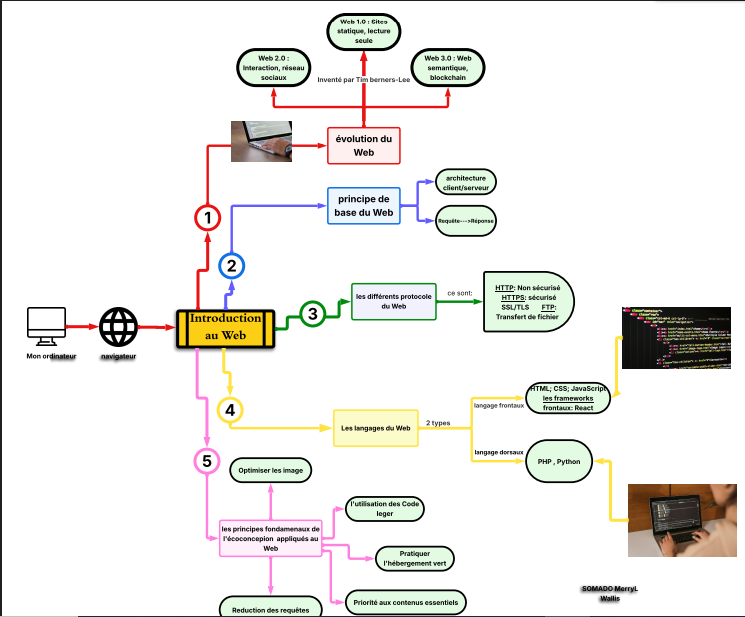 Web 1.0 : Sites
statique, lecture
seule
Web 2.0 :
Interaction, réseau
sociaux
Web 3.0 : Web
semantique,
blockchain
Inventé par Tim berners-Lee
évolution du
Web
1
principe de
base du Web
architecture
client/serveur
Requête--->Réponse
2
les différents protocole
du Web
ce sont:
HTTP: Non sécurisé
HTTPS: sécurisé
SSL/TLS FTP:
Transfert de fichier
3
Introduction
au Web
Mon ordinateur
navigateur
4
Les langages du Web
2 types
langage frontaux
HTML; CSS; JavaScript
les frameworks
frontaux: React
langage dorsaux
PHP , Python
5
Optimiser les image
l'utilisation des Code
leger
les principes fondamenaux de
l'écoconcepion appliqués au
Web
Pratiquer
l'hébergement vert
Priorité aux contenus essentiels
Reduction des requêtes
SOMADO MerryL
Wallis